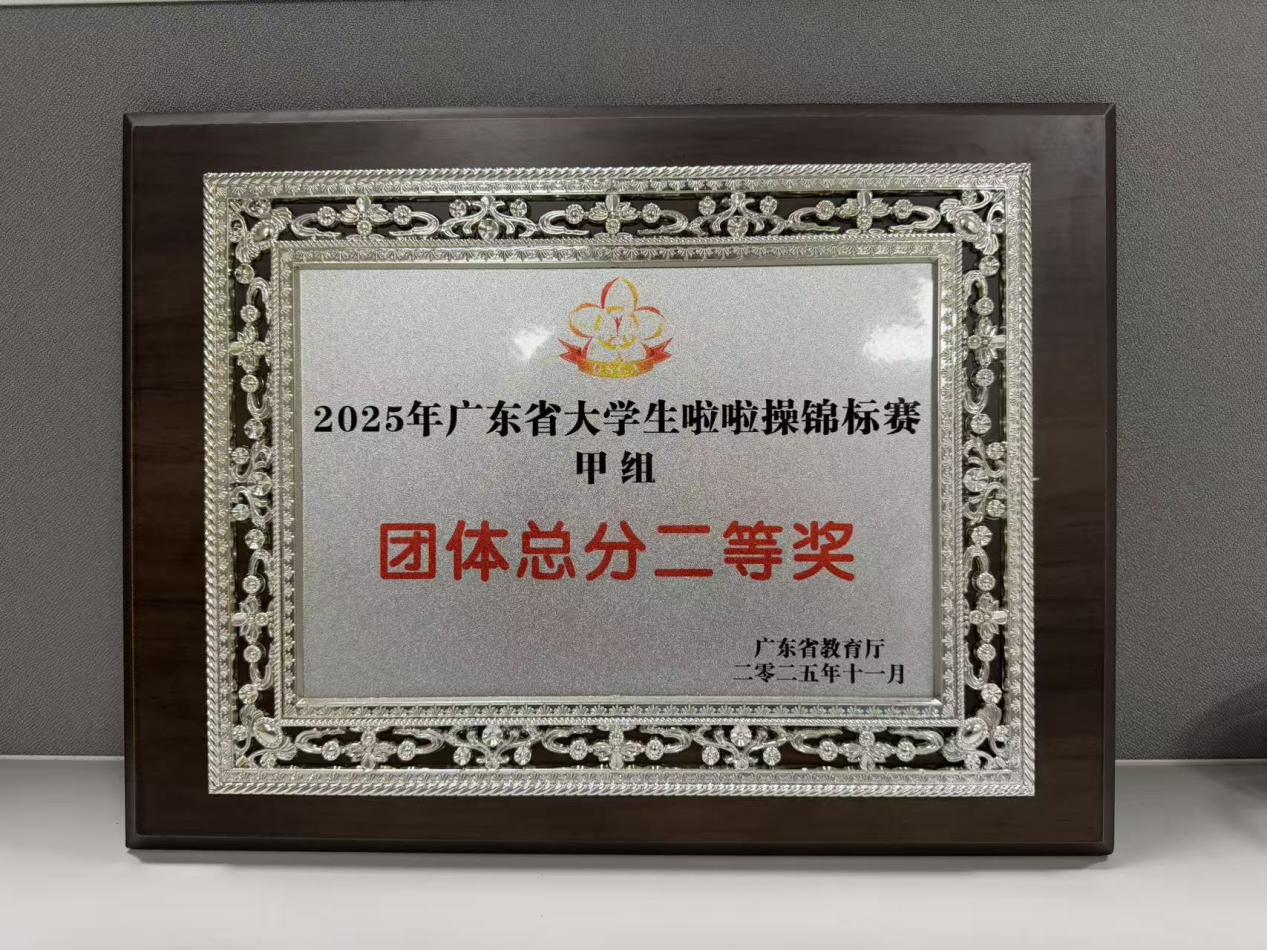 2025年广东省大学生啦啦操锦标赛
甲组
团体总分二等奖
广东省教育厅
二零二五年十一月